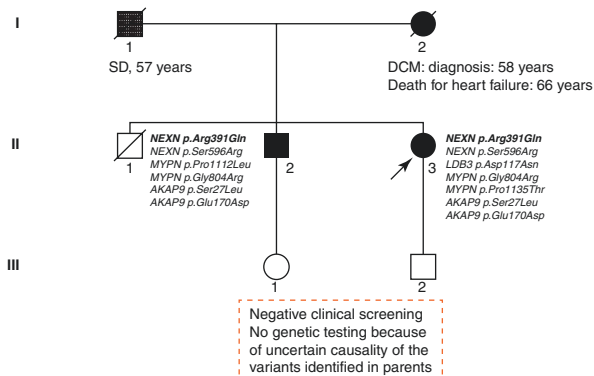 I
1
2
SD, 57 years
DCM: diagnosis: 58 years
Death for heart failure: 66 years
II
1
NEXN p.Arg391Gln
NEXN p.Ser596Arg
MYPN p.Pro1112Leu
MYPN p.Gly804Arg
AKAP9 p.Ser27Leu
AKAP9 p.Glu170Asp
2
3
NEXN p.Arg391Gln
NEXN p.Ser596Arg
LDB3 p.Asp117Asn
MYPN p.Gly804Arg
MYPN p.Pro1135Thr
AKAP9 p.Ser27Leu
AKAP9 p.Glu170Asp
III
1
2
Negative clinical screening
No genetic testing because
of uncertain causality of the
variants identified in parents